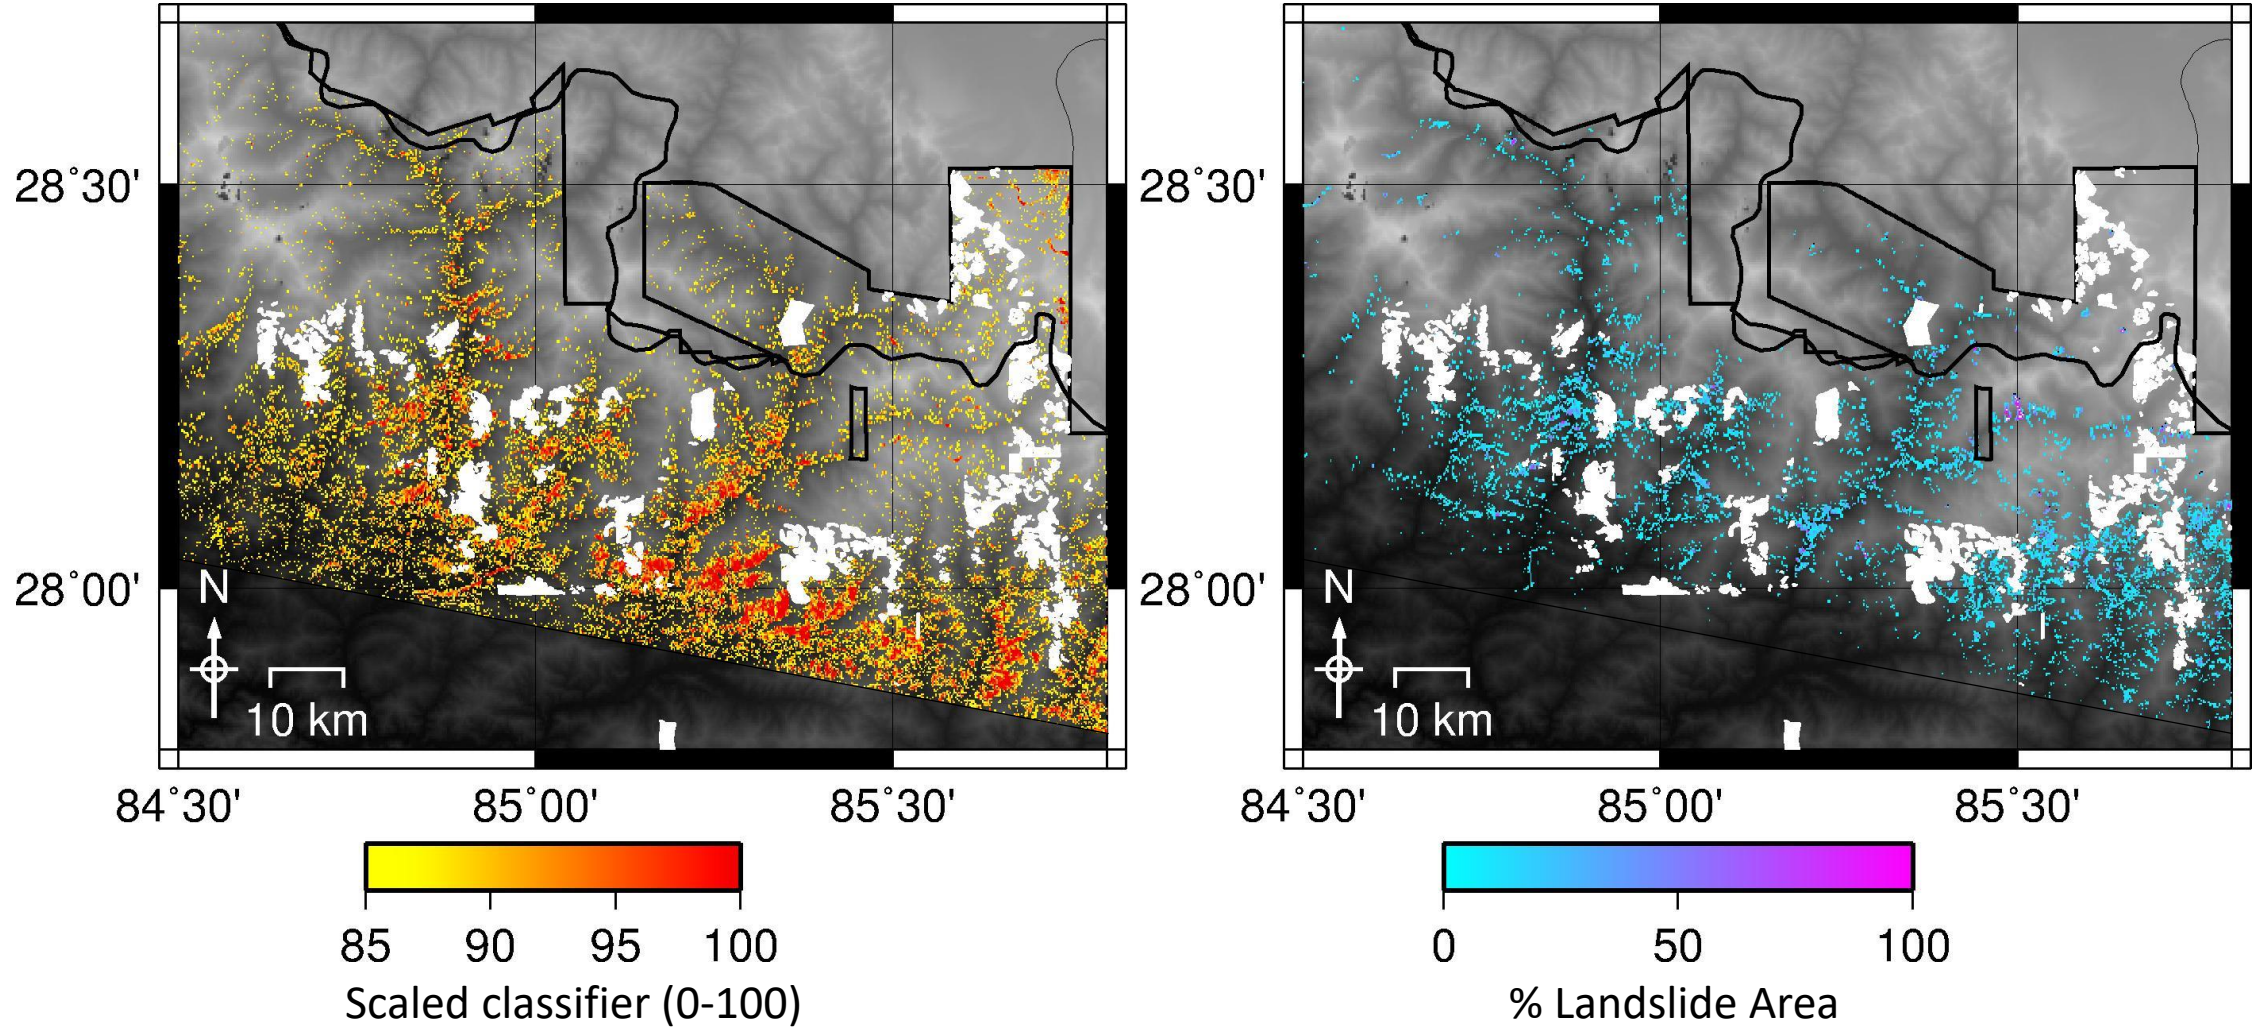 28°30'
28°00'
N
10 km
84°30'
85°00'
85°30'
85
90
95
100
Scaled classifier (0-100)
28°30'
28°00'
N
10 km
84°30'
85°00'
85°30'
0
50
100
% Landslide Area